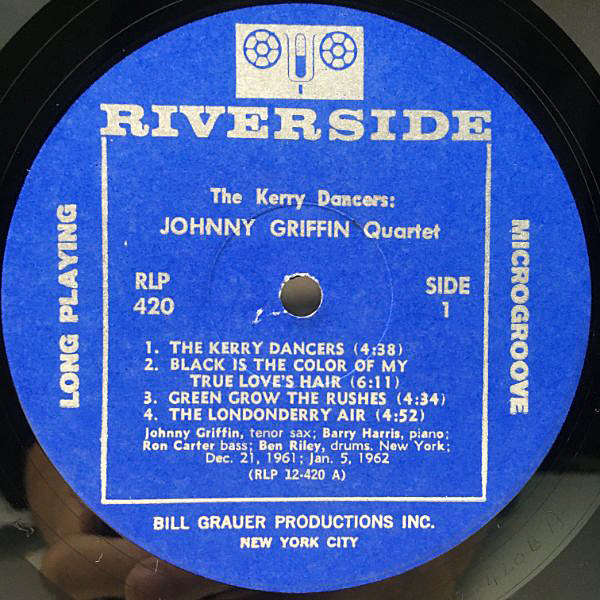 RIVERSIDE
The Kerry Dancers:
JOHNNY GRIFFIN Quartet
LONG PLAYING
RLP
420
SIDE
1
MICROGROOVE
1. THE KERRY DANCERS (4:38)
2. BLACK IS THE COLOR OF MY
TRUE LOVE'S HAIR (6:11)
3. GREEN GROW THE RUSHES (4:34)
4. THE LONDONDERRY AIR (4:52)
Johnny Griffin, tenor sax; Barry Harris, piano;
Ron Carter bass; Ben Riley, drums. New York;
Dec. 21, 1961; Jan. 5, 1962
(RLP 12-420 A)
BILL GRAUER PRODUCTIONS INC.
NEW YORK CITY